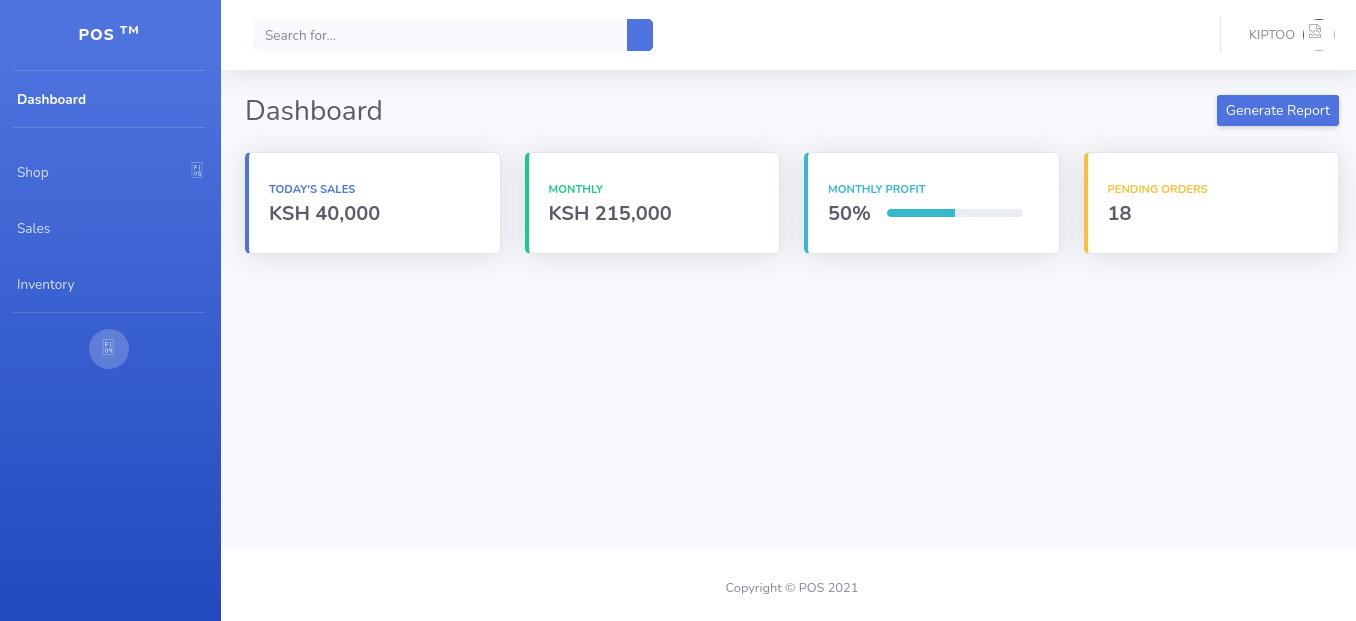 POS TM
Search for...
KIPTOO
Dashboard
Shop
Sales
Inventory
Dashboard
Generate Report
TODAY'S SALES
KSH 40,000
MONTHLY
KSH 215,000
MONTHLY PROFIT
50%
PENDING ORDERS
18
Copyright © POS 2021